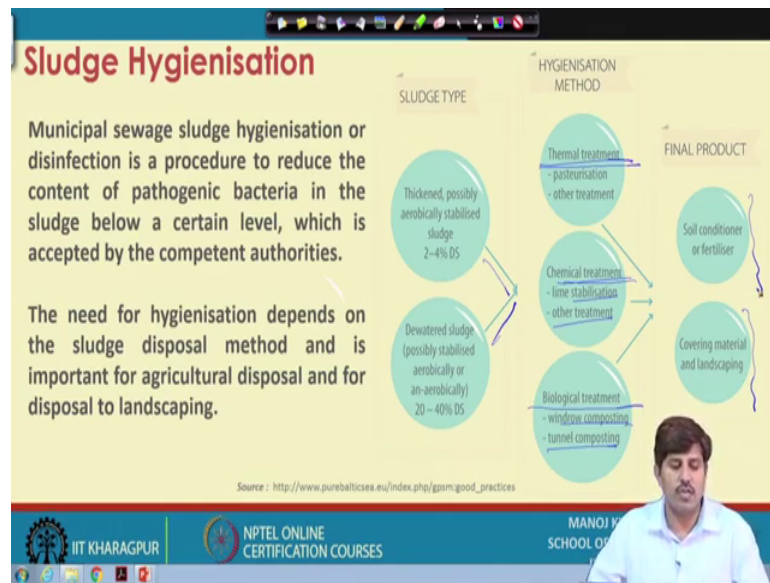 Sludge Hygienisation
Municipal sewage sludge hygienisation or
disinfection is a procedure to reduce the
content of pathogenic bacteria in the
sludge below a certain level, which is
accepted by the competent authorities.
The need for hygienisation depends on
the sludge disposal method and is
important for agricultural disposal and for
disposal to landscaping.
SLUDGE TYPE
Thickened, possibly
aerobically stabilised
sludge
2–4% DS
Dewatered sludge
(possibly stabilised
aerobically or
an-aerobically)
20 – 40% DS
HYGIENISATION
METHOD
Thermal treatment
- pasteurisation
- other treatment
Chemical treatment
- lime stabilisation
- other treatment
Biological treatment
- windrow composting
- tunnel composting
FINAL PRODUCT
Soil conditioner
or fertiliser
Covering material
and landscaping
Source : http://www.purebalticsea.eu/index.php/gpsm:good_practices
IIT KHARAGPUR
NPTEL ONLINE
CERTIFICATION COURSES
MANOJ
SCHOOL OF